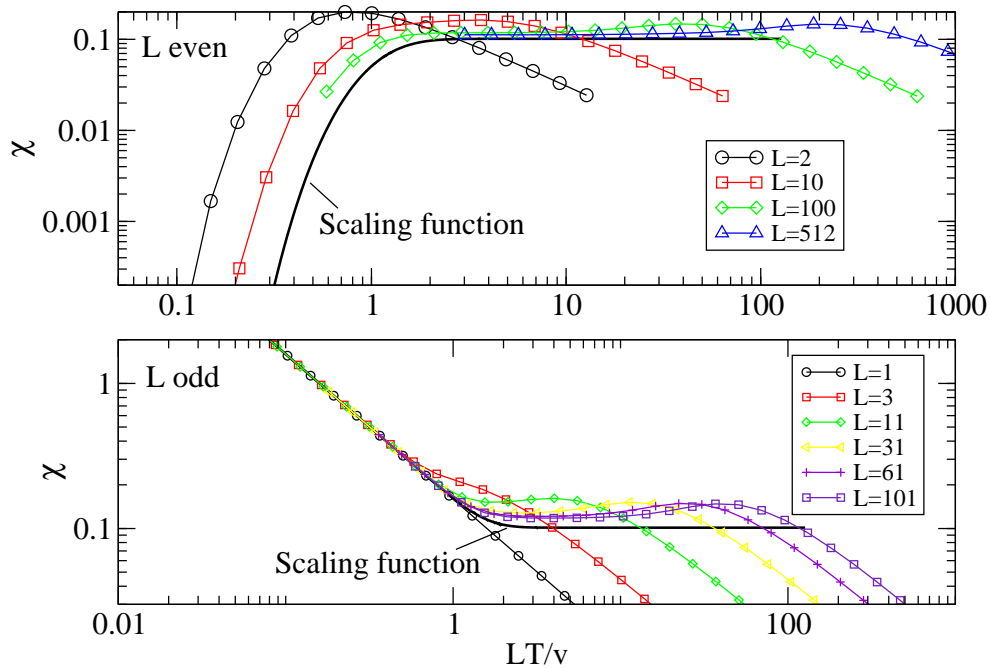 L even
χ
0.1
0.01
0.001
Scaling function
L=2
L=10
L=100
L=512
0.1
1
10
100
1000
L odd
χ
1
0.1
Scaling function
L=1
L=3
L=11
L=31
L=61
L=101
0.01
1
100
LT/v